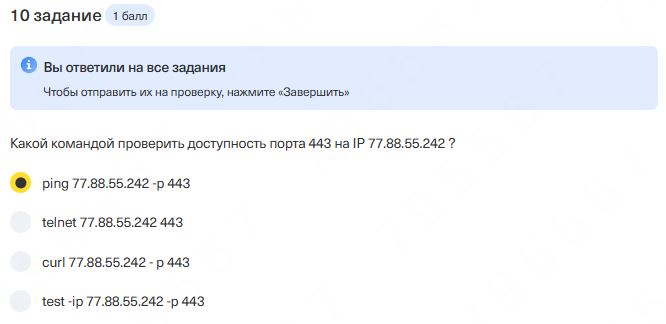 10 задание 1 балл
Вы ответили на все задания
Чтобы отправить их на проверку, нажмите «Завершить»
Какой командой проверить доступность порта 443 на IP 77.88.55.242 ?
ping 77.88.55.242 -p 443
telnet 77.88.55.242 443
curl 77.88.55.242 - p 443
test -ip 77.88.55.242 -p 443